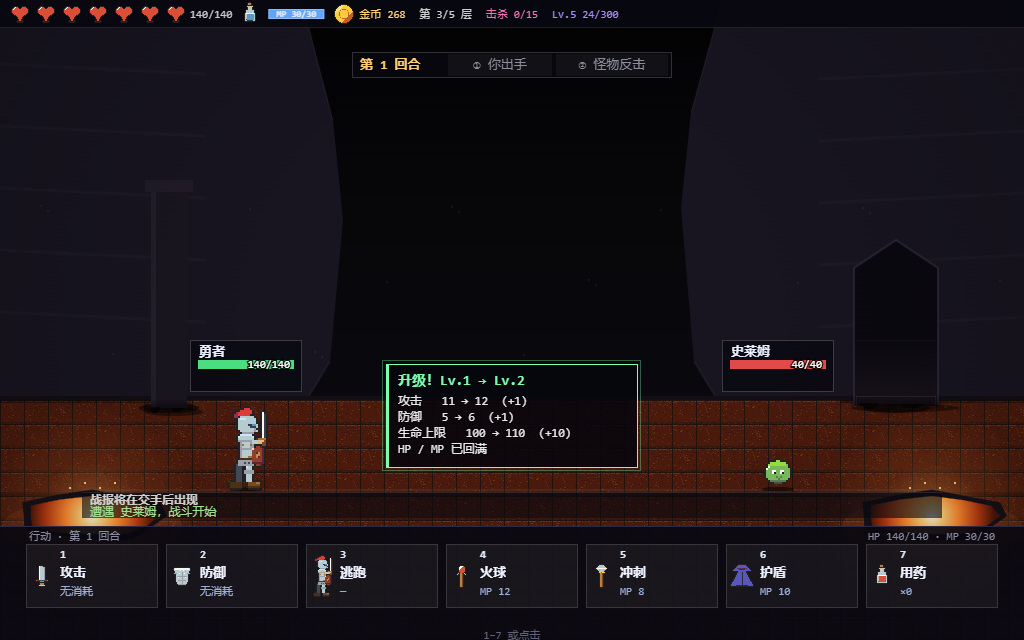 140/140 MP 30/30 金币 268 第 3/5 层 击杀 0/15 Lv.5 24/300
第 1 回合 ① 你出手 ② 怪物反击
勇者
140/140
史莱姆
40/40
升级! Lv.1 → Lv.2
攻击 11 → 12 (+1)
防御 5 → 6 (+1)
生命上限 100 → 110 (+10)
HP / MP 已回满
战报将在交手后出现
遭遇 史莱姆, 战斗开始
行动 · 第 1 回合
HP 140/140 · MP 30/30
1
攻击
无消耗
2
防御
无消耗
3
逃跑
—
4
火球
MP 12
5
冲刺
MP 8
6
护盾
MP 10
7
用药
×0
1-7 或点击